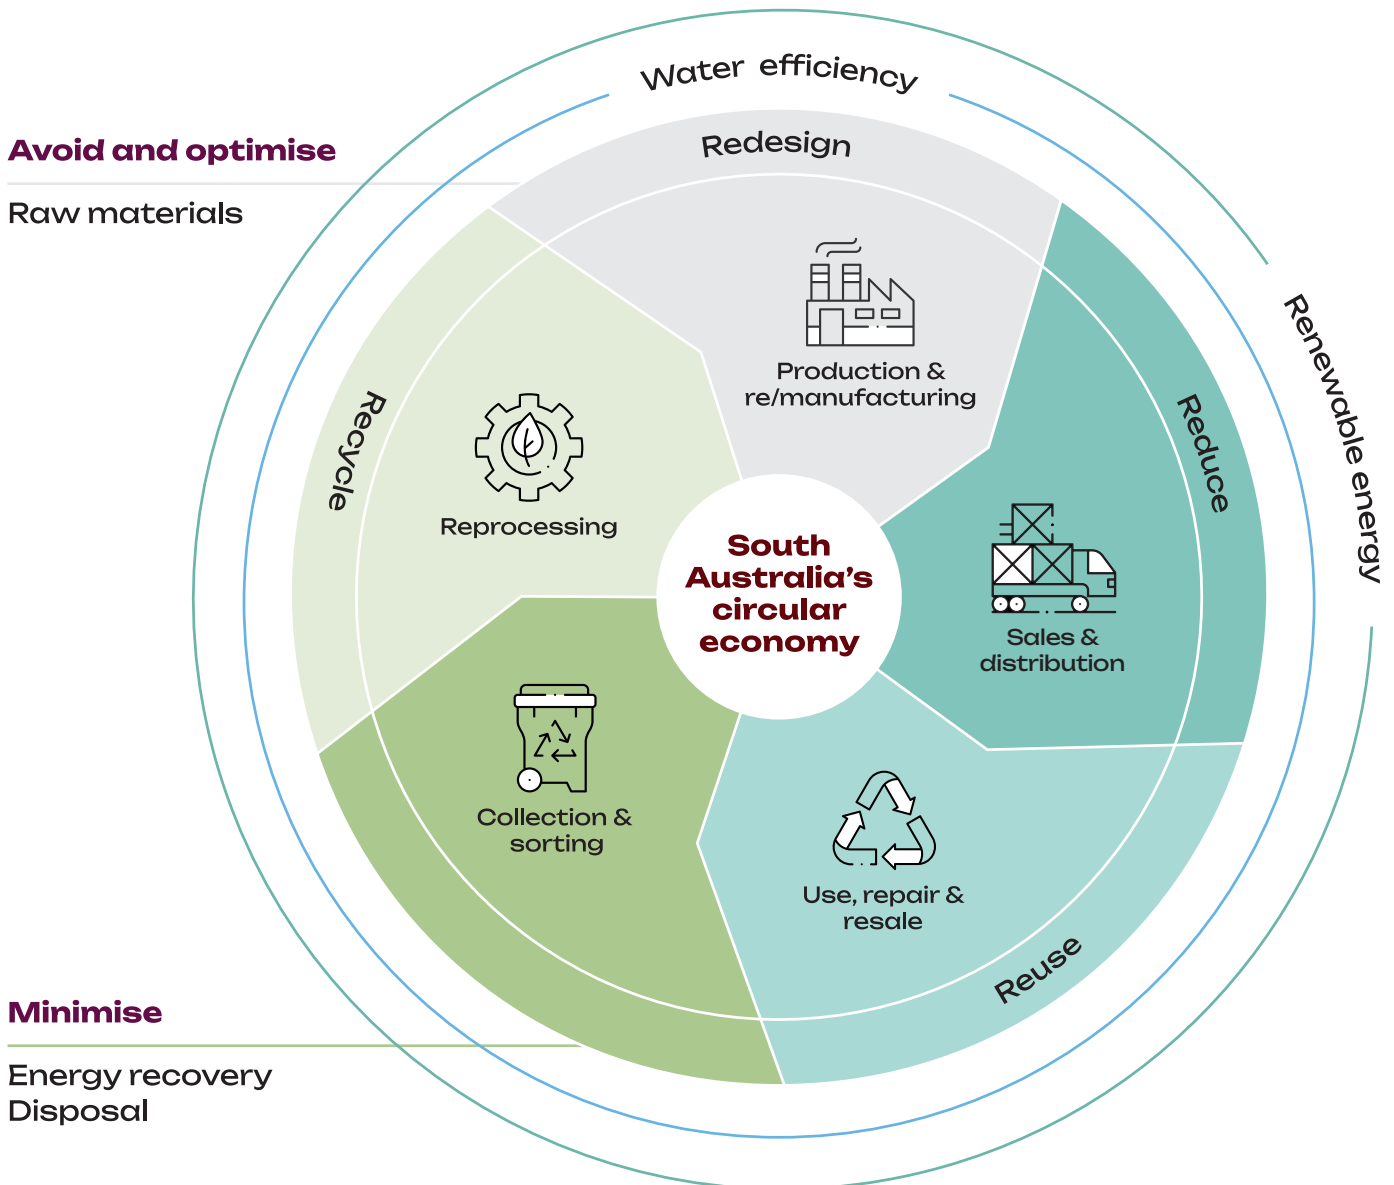 Water efficiency
Renewable energy
Avoid and optimise
Raw materials
Redesign
Production &
re/manufacturing
Reduce
Sales &
distribution
Reuse
Use, repair &
resale
Collection &
sorting
Recycle
Reprocessing
South
Australia's
circular
economy
Minimise
Energy recovery
Disposal